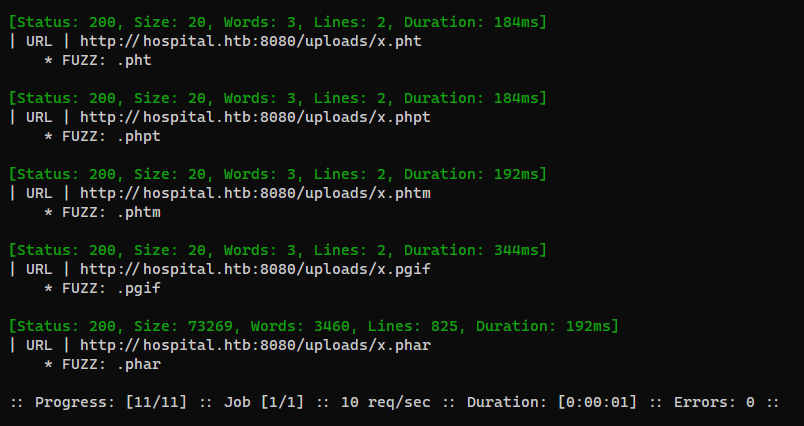 [Status: 200, Size: 20, Words: 3, Lines: 2, Duration: 184ms]
| URL | http://hospital.htb:8080/uploads/x.pht
    * FUZZ: .pht

[Status: 200, Size: 20, Words: 3, Lines: 2, Duration: 184ms]
| URL | http://hospital.htb:8080/uploads/x.phpt
    * FUZZ: .phpt

[Status: 200, Size: 20, Words: 3, Lines: 2, Duration: 192ms]
| URL | http://hospital.htb:8080/uploads/x.phtm
    * FUZZ: .phtm

[Status: 200, Size: 20, Words: 3, Lines: 2, Duration: 344ms]
| URL | http://hospital.htb:8080/uploads/x.pgif
    * FUZZ: .pgif

[Status: 200, Size: 73269, Words: 3460, Lines: 825, Duration: 192ms]
| URL | http://hospital.htb:8080/uploads/x.phar
    * FUZZ: .phar

:: Progress: [11/11] :: Job [1/1] :: 10 req/sec :: Duration: [0:00:01] :: Errors: 0 ::